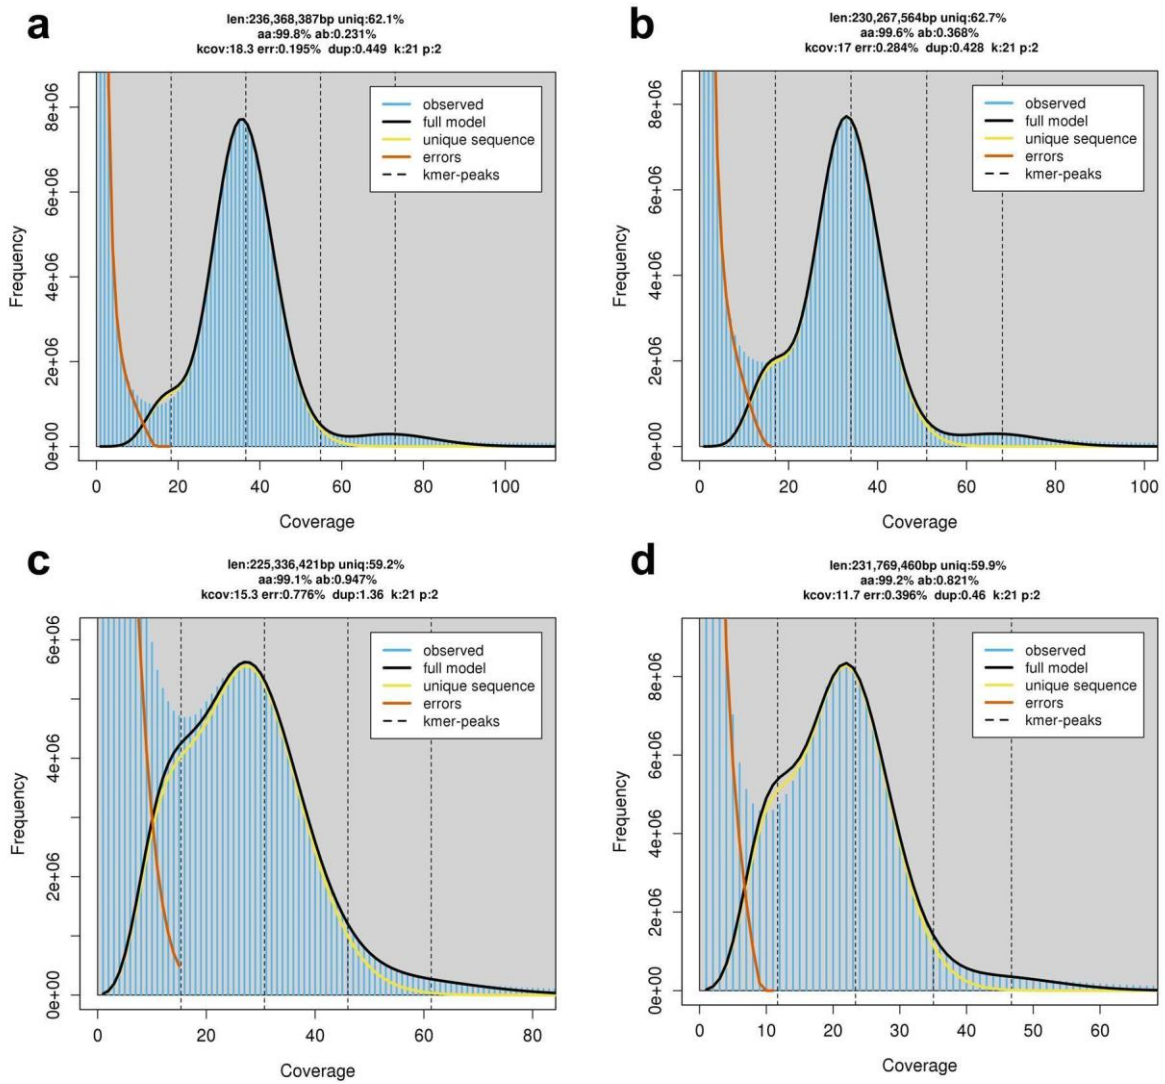 a
len:236,368,387bp uniq:62.1%
aa:99.8% ab:0.231%
kcov:18.3 err:0.195% dup:0.449 k:21 p:2
Frequency
0e+00 2e+06 4e+06 6e+06 8e+06
observed
full model
unique sequence
errors
kmer-peaks
0 20 40 60 80 100
Coverage
b
len:230,267,564bp uniq:62.7%
aa:99.6% ab:0.368%
kcov:17 err:0.284% dup:0.428 k:21 p:2
Frequency
0e+00 2e+06 4e+06 6e+06 8e+06
observed
full model
unique sequence
errors
kmer-peaks
0 20 40 60 80 100
Coverage
c
len:225,336,421bp uniq:59.2%
aa:99.1% ab:0.947%
kcov:15.3 err:0.776% dup:1.36 k:21 p:2
Frequency
0e+00 2e+06 4e+06 6e+06
observed
full model
unique sequence
errors
kmer-peaks
0 20 40 60 80
Coverage
d
len:231,769,460bp uniq:59.9%
aa:99.2% ab:0.821%
kcov:11.7 err:0.396% dup:0.46 k:21 p:2
Frequency
0e+00 2e+06 4e+06 6e+06 8e+06
observed
full model
unique sequence
errors
kmer-peaks
0 10 20 30 40 50 60
Coverage